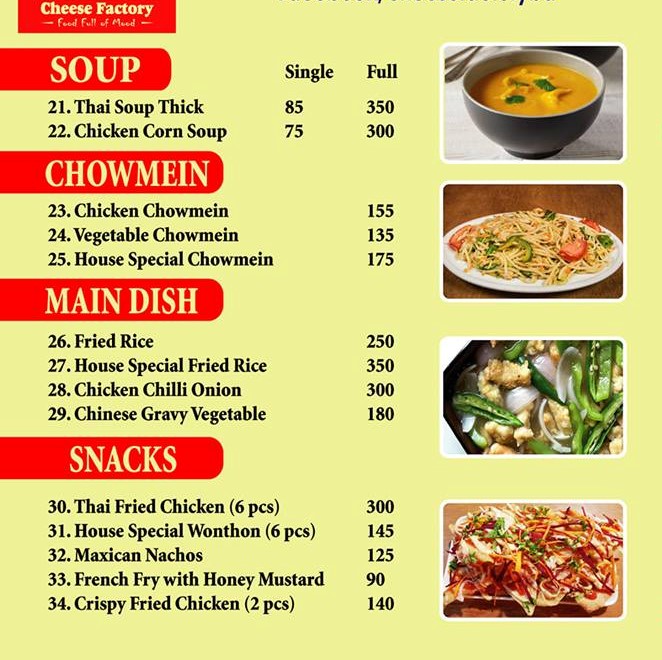 Cheese Factory
Food Full of Mood
SOUP Single Full
21. Thai Soup Thick 85 350
22. Chicken Corn Soup 75 300
CHOWMEIN
23. Chicken Chowmein 155
24. Vegetable Chowmein 135
25. House Special Chowmein 175
MAIN DISH
26. Fried Rice 250
27. House Special Fried Rice 350
28. Chicken Chilli Onion 300
29. Chinese Gravy Vegetable 180
SNACKS
30. Thai Fried Chicken (6 pcs) 300
31. House Special Wonthon (6 pcs) 145
32. Maxican Nachos 125
33. French Fry with Honey Mustard 90
34. Crispy Fried Chicken (2 pcs) 140